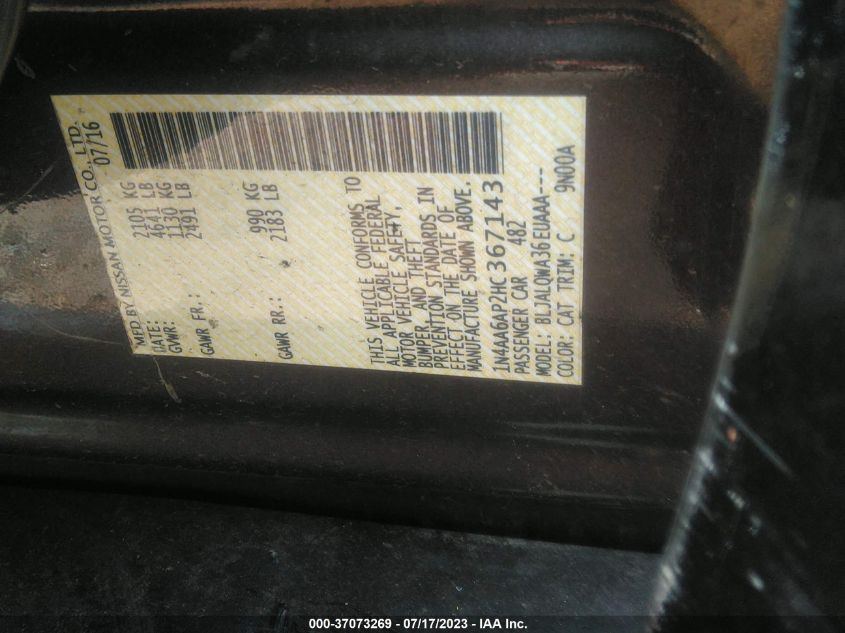 MFD BY NISSAN MOTOR CO., LTD.
DATE: 07/16
GVWR: 2105 KG
4641 LB
GAWR FR.: 1130 KG
2491 LB
GAWR RR.: 990 KG
2183 LB
THIS VEHICLE CONFORMS TO
ALL APPLICABLE FEDERAL
MOTOR VEHICLE SAFETY,
BUMPER, AND THEFT
PREVENTION STANDARDS IN
EFFECT ON THE DATE OF
MANUFACTURE SHOWN ABOVE.
1N4AA6AP2HC367143
PASSENGER CAR 482
MODEL: BLJALQWA36EUAAA---
COLOR: CAT TRIM: C 9N00A
000-37073269 - 07/17/2023 - IAA Inc.